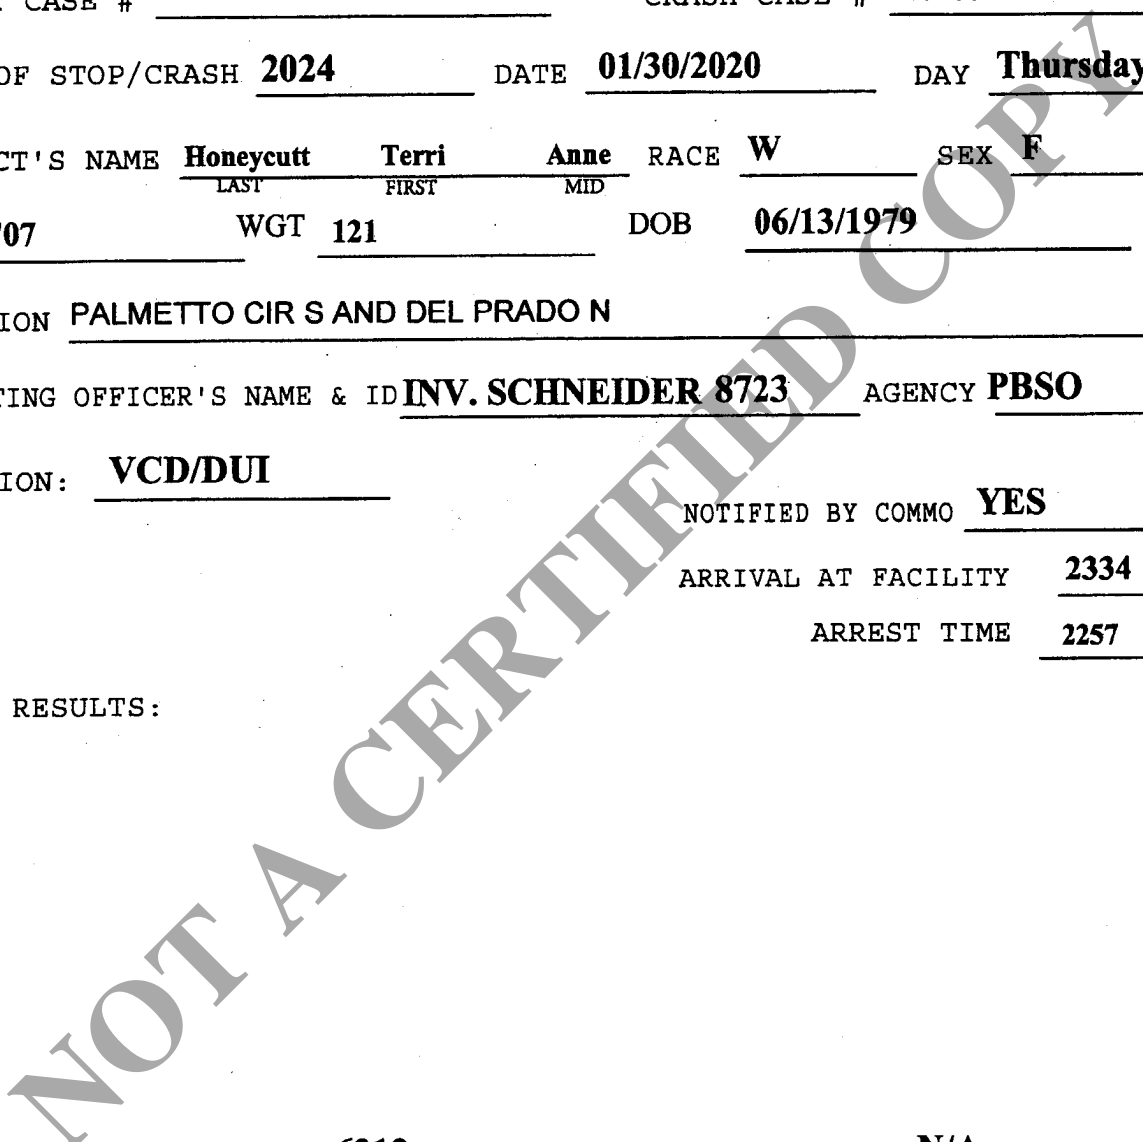 CASE # CRASH CASE #
OF STOP/CRASH 2024 DATE 01/30/2020 DAY Thursday
CT'S NAME Honeycutt Terri Anne RACE W SEX F
LAST FIRST MID
'07 WGT 121 DOB 06/13/1979
ION PALMETTO CIR S AND DEL PRADO N
TING OFFICER'S NAME & ID INV. SCHNEIDER 8723 AGENCY PBSO
ION: VCD/DUI
NOTIFIED BY COMMO YES
ARRIVAL AT FACILITY 2334
ARREST TIME 2257
RESULTS:
NOT A CERTIFIED COPY
N/A